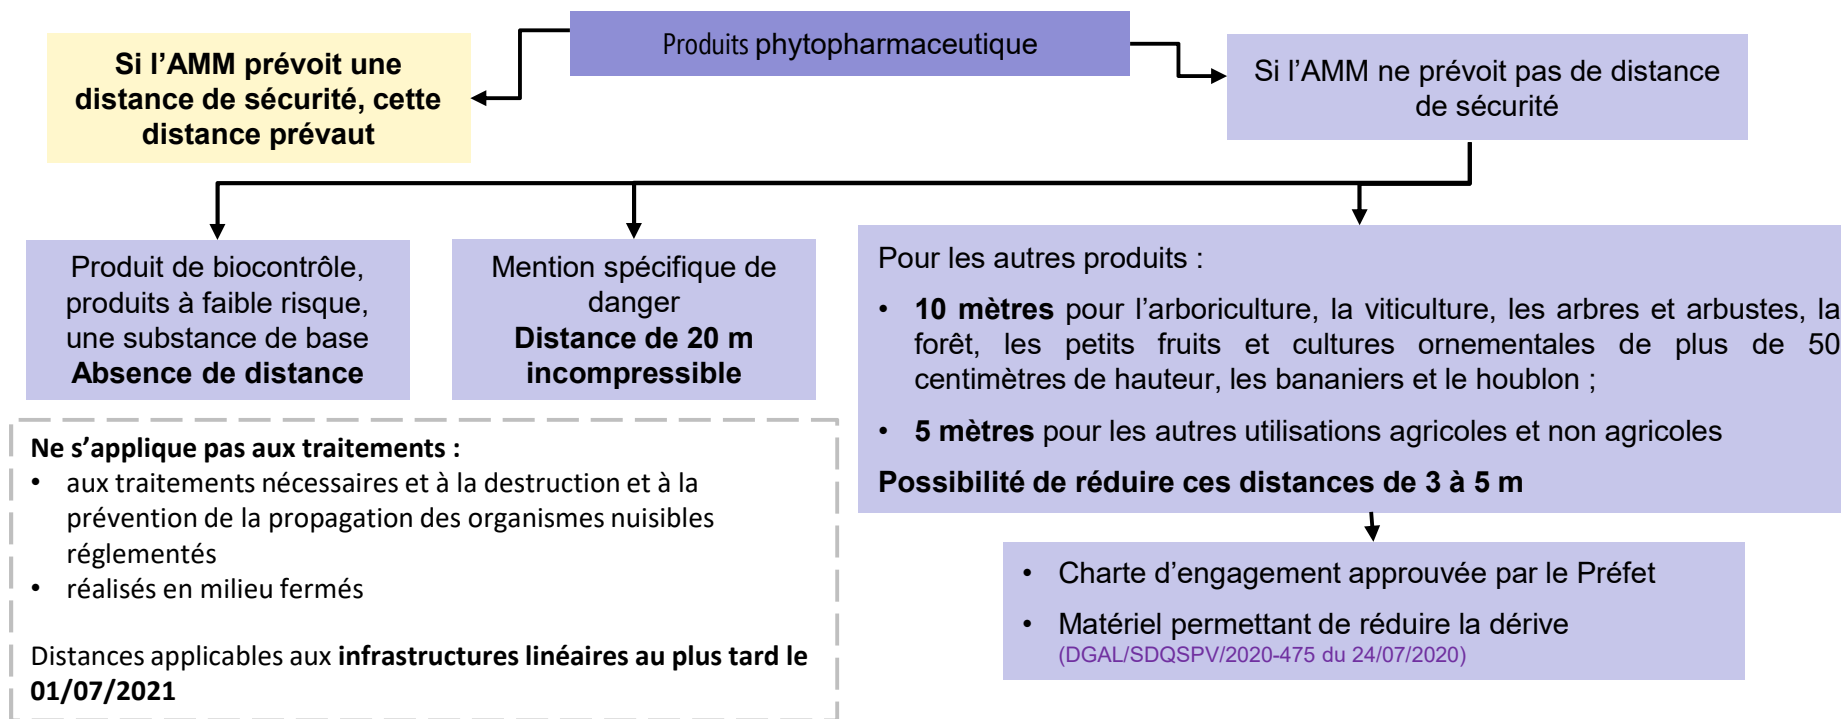 Produits phytopharmaceutique
Si l’AMM prévoit une
distance de sécurité, cette
distance prévaut
Si l’AMM ne prévoit pas de distance
de sécurité
Produit de biocontrôle,
produits à faible risque,
une substance de base
Absence de distance
Mention spécifique de
danger
Distance de 20 m
incompressible
Pour les autres produits :
• 10 mètres pour l’arboriculture, la viticulture, les arbres et arbustes, la
forêt, les petits fruits et cultures ornementales de plus de 50
centimètres de hauteur, les bananiers et le houblon ;
• 5 mètres pour les autres utilisations agricoles et non agricoles
Possibilité de réduire ces distances de 3 à 5 m
Ne s’applique pas aux traitements :
• aux traitements nécessaires et à la destruction et à la
prévention de la propagation des organismes nuisibles
réglementés
• réalisés en milieu fermés
Distances applicables aux infrastructures linéaires au plus tard le
01/07/2021
• Charte d’engagement approuvée par le Préfet
• Matériel permettant de réduire la dérive
(DGAL/SDQSPV/2020-475 du 24/07/2020)